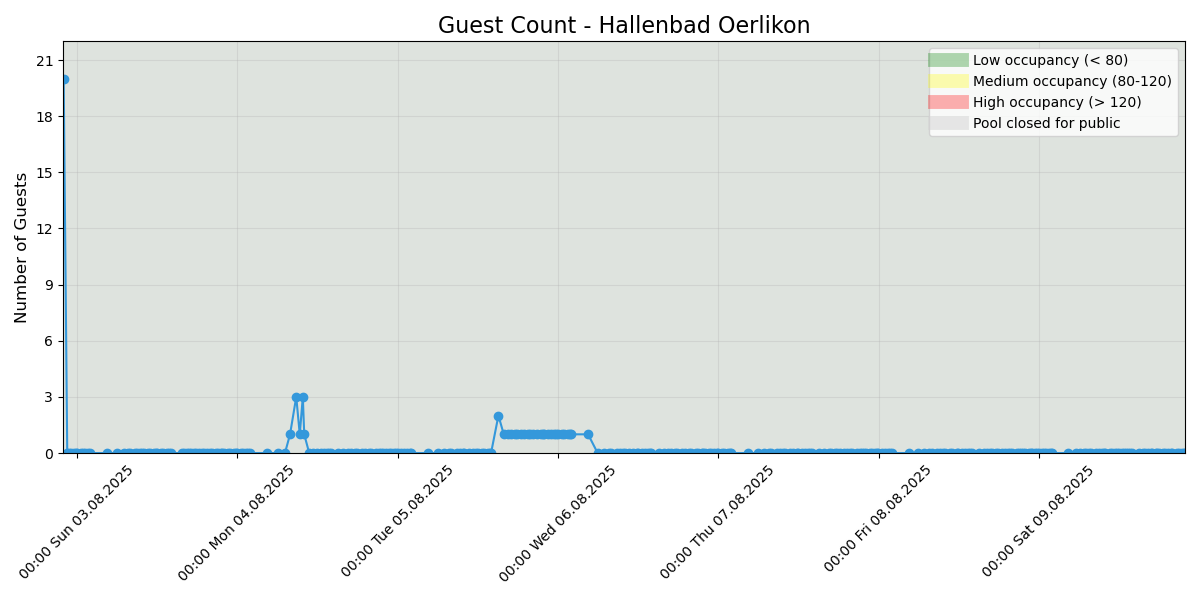 Guest Count - Hallenbad Oerlikon
Low occupancy (< 80)
Medium occupancy (80-120)
High occupancy (> 120)
Pool closed for public
Number of Guests
21
18
15
12
9
6
3
0
00:00 Sun 03.08.2025
00:00 Mon 04.08.2025
00:00 Tue 05.08.2025
00:00 Wed 06.08.2025
00:00 Thu 07.08.2025
00:00 Fri 08.08.2025
00:00 Sat 09.08.2025